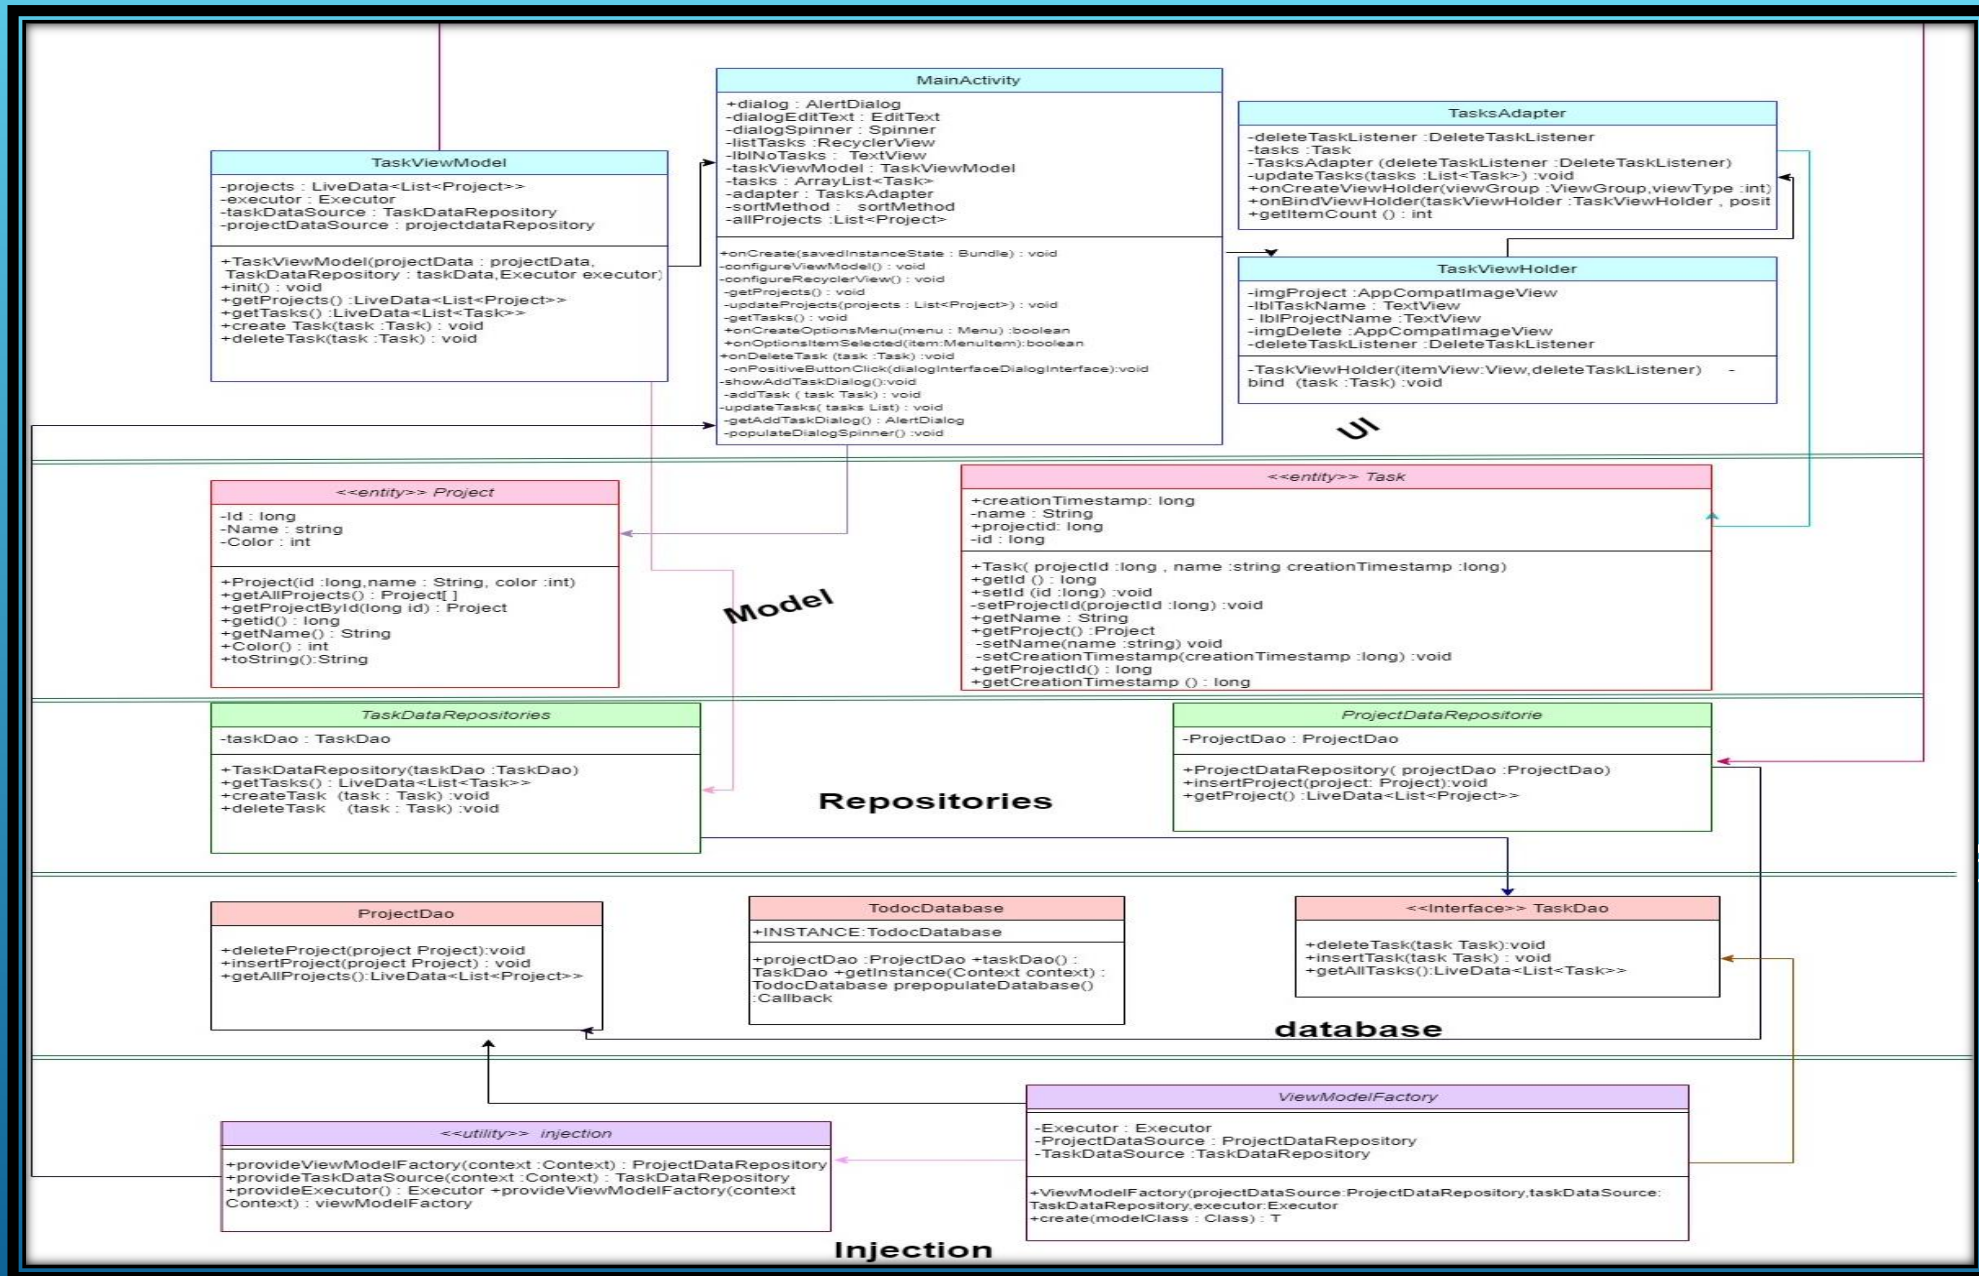 TaskViewModel
-projects : LiveData<List<Project>>
-executor : Executor
-taskDataSource : TaskDataRepository
-projectDataSource : projectdataRepository
+TaskViewModel(projectData : projectData,
TaskDataRepository : taskData,Executor executor)
+init() : void
+getProjects() :LiveData<List<Project>>
+getTasks() :LiveData<List<Task>>
+create Task(task :Task) : void
+deleteTask(task :Task) : void
MainActivity
+dialog : AlertDialog
-dialogEditText : EditText
-dialogSpinner : Spinner
-listTasks :RecyclerView
-lblNoTasks : TextView
-taskViewModel : TaskViewModel
-tasks : ArrayList<Task>
-adapter : TasksAdapter
-sortMethod : sortMethod
-allProjects :List<Project>
+onCreate(savedInstanceState : Bundle) : void
-configureViewModel() : void
-configureRecyclerView() : void
-getProjects() : void
-updateProjects(projects : List<Project>) : void
-getTasks() : void
+onCreateOptionsMenu(menu : Menu) :boolean
+onOptionsItemSelected(item:MenuItem):boolean
+onDeleteTask (task :Task) :void
-onPositiveButtonClick(dialogInterfaceDialogInterface):void
-showAddTaskDialog():void
-addTask ( task Task) : void
-updateTasks( tasks List) : void
-getAddTaskDialog() : AlertDialog
-populateDialogSpinner() :void
TasksAdapter
-deleteTaskListener :DeleteTaskListener
-tasks :Task
-TasksAdapter (deleteTaskListener :DeleteTaskListener)
-updateTasks(tasks :List<Task>) :void
+onCreateViewHolder(viewGroup :ViewGroup,viewType :int)
+onBindViewHolder(taskViewHolder :TaskViewHolder , posit
+getItemCount () : int
TaskViewHolder
-imgProject :AppCompatImageView
-lblTaskName : TextView
- lblProjectName :TextView
-imgDelete :AppCompatImageView
-deleteTaskListener :DeleteTaskListener
-TaskViewHolder(itemView:View,deleteTaskListener) -
bind (task :Task) :void
UI
<<entity>> Project
-Id : long
-Name : string
-Color : int
+Project(id :long,name : String, color :int)
+getAllProjects() : Project[ ]
+getProjectById(long id) : Project
+getid() : long
+getName() : String
+Color() : int
+toString():String
Model
<<entity>> Task
+creationTimestamp: long
-name : String
+projectid: long
-id : long
+Task( projectId :long , name :string creationTimestamp :long)
+getId () : long
+setId (id :long) :void
-setProjectId(projectId :long) :void
+getName : String
+getProject() :Project
-setName(name :string) void
-setCreationTimestamp(creationTimestamp :long) :void
+getProjectId() : long
+getCreationTimestamp () : long
TaskDataRepositories
-taskDao : TaskDao
+TaskDataRepository(taskDao :TaskDao)
+getTasks() : LiveData<List<Task>>
+createTask (task : Task) :void
+deleteTask (task : Task) :void
Repositories
ProjectDataRepositorie
-ProjectDao : ProjectDao
+ProjectDataRepository( projectDao :ProjectDao)
+insertProject(project: Project):void
+getProject() :LiveData<List<Project>>
ProjectDao
+deleteProject(project Project):void
+insertProject(project Project) : void
+getAllProjects():LiveData<List<Project>>
TodocDatabase
+INSTANCE:TodocDatabase
+projectDao :ProjectDao +taskDao() :
TaskDao +getInstance(Context context) :
TodocDatabase prepopulateDatabase()
:Callback
<<Interface>> TaskDao
+deleteTask(task Task):void
+insertTask(task Task) : void
+getAllTasks():LiveData<List<Task>>
database
<<utility>> injection
+provideViewModelFactory(context :Context) : ProjectDataRepository
+provideTaskDataSource(context :Context) : TaskDataRepository
+provideExecutor() : Executor +provideViewModelFactory(context
Context) : viewModelFactory
ViewModelFactory
-Executor : Executor
-ProjectDataSource : ProjectDataRepository
-TaskDataSource :TaskDataRepository
+ViewModelFactory(projectDataSource:ProjectDataRepository,taskDataSource:
TaskDataRepository,executor:Executor
+create(modelClass : Class) : T
Injection